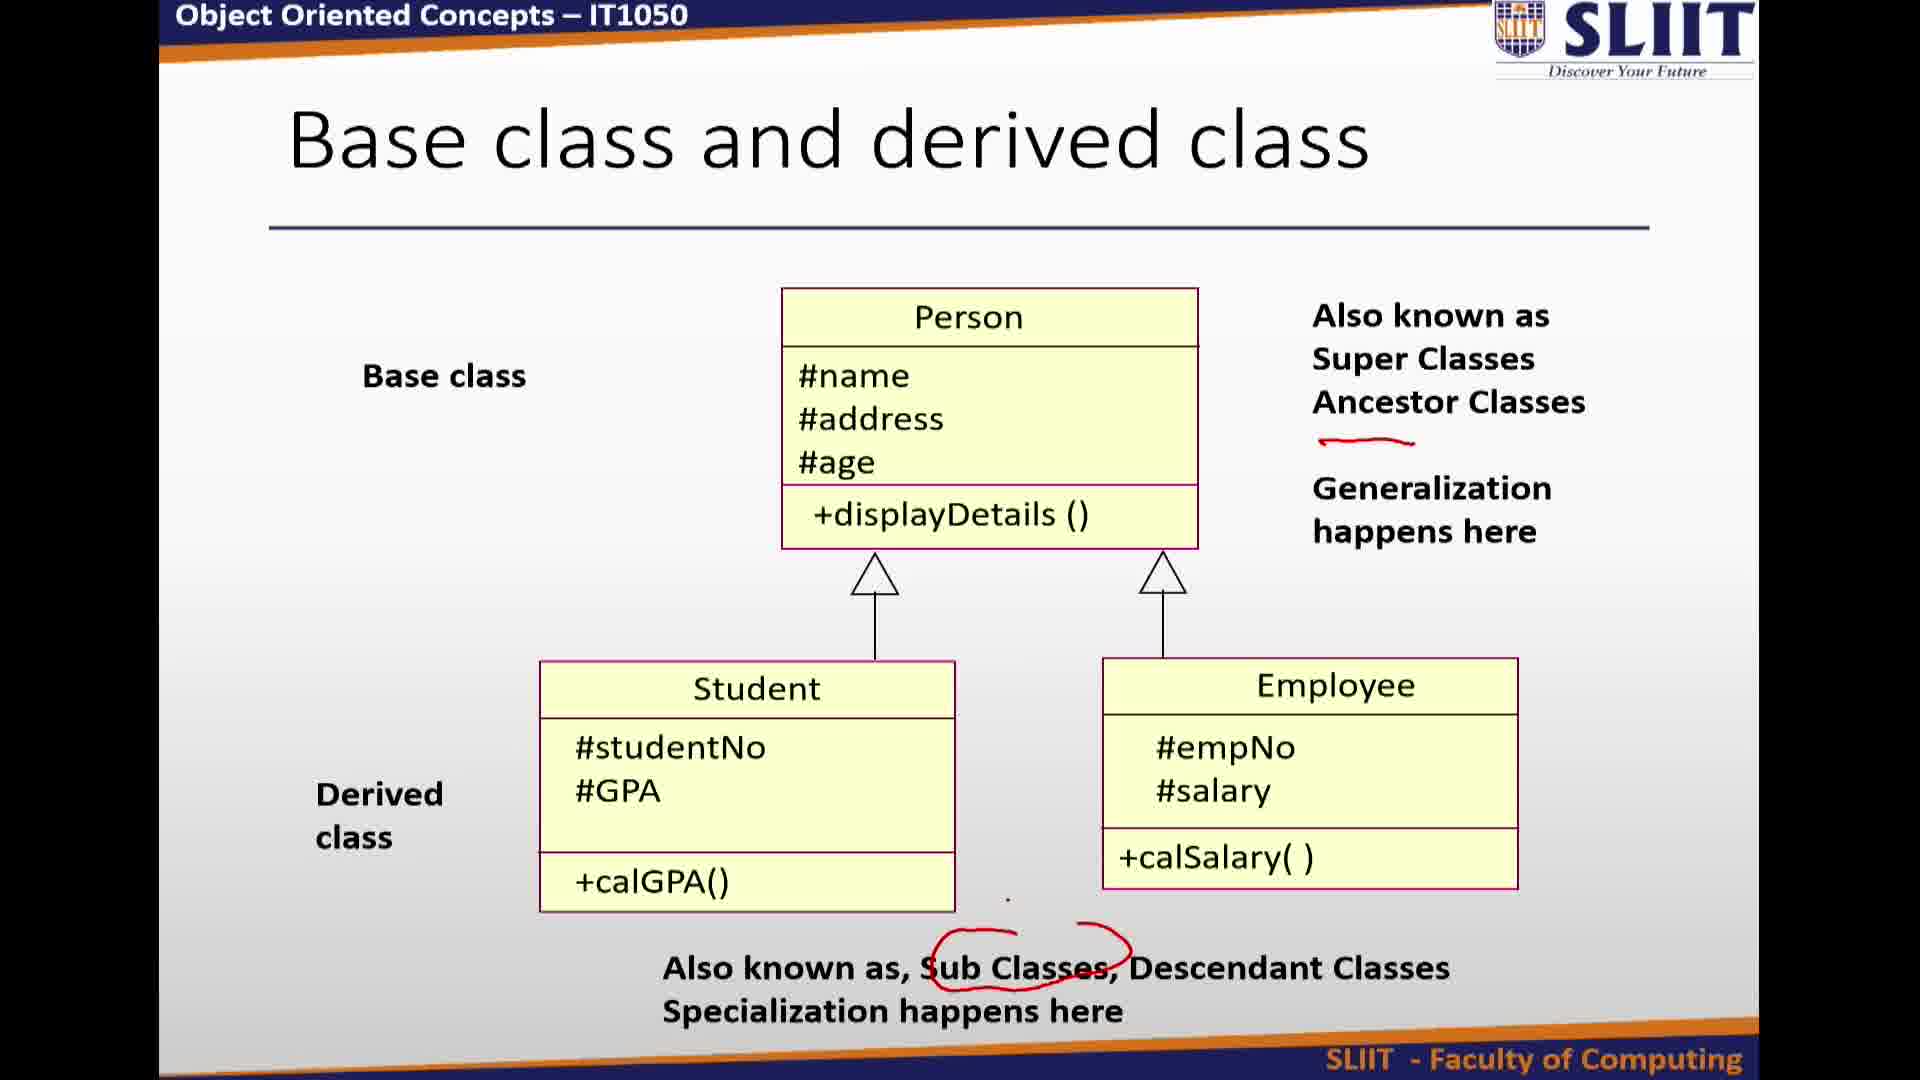 Object Oriented Concepts – IT1050
SLIIT
SLIIT
Discover Your Future
Base class and derived class
Person
#name
#address
#age
+displayDetails ()
Base class
Also known as
Super Classes
Ancestor Classes
Generalization
happens here
Student
#studentNo
#GPA
+calGPA()
Employee
#empNo
#salary
+calSalary( )
Derived
class
Also known as, Sub Classes, Descendant Classes
Specialization happens here
SLIIT - Faculty of Computing